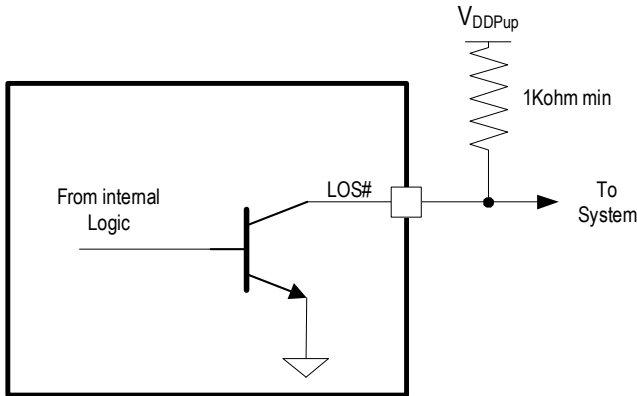 VDDPup
1Kohm min
LOS#
From internal
Logic
To
System